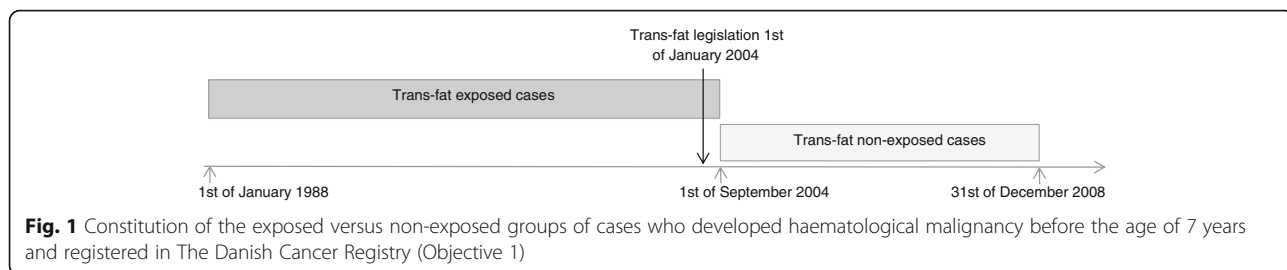 Trans-fat legislation 1st
of January 2004
Trans-fat exposed cases
Trans-fat non-exposed cases
1st of January 1988
1st of September 2004
31st of December 2008
Fig. 1 Constitution of the exposed versus non-exposed groups of cases who developed haematological malignancy before the age of 7 years
and registered in The Danish Cancer Registry (Objective 1)